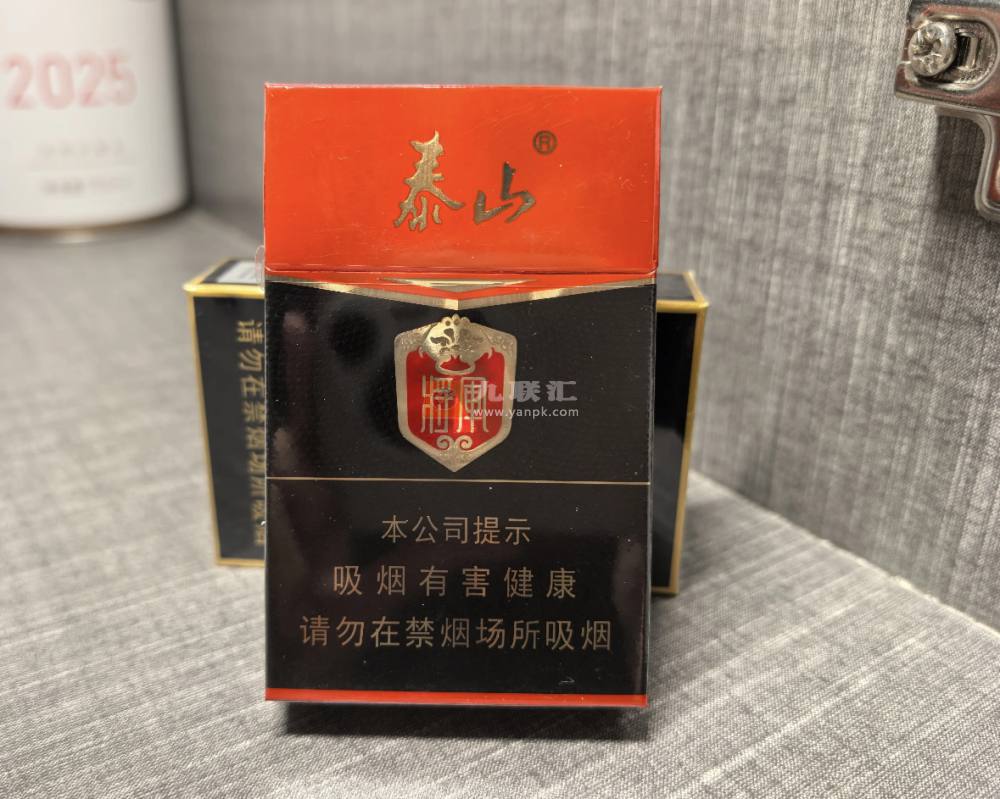 2025
泰山®
将軍
九联汇
www.yanpk.com
本公司提示
吸烟有害健康
请勿在禁烟场所吸烟
请勿在禁烟场所吸烟